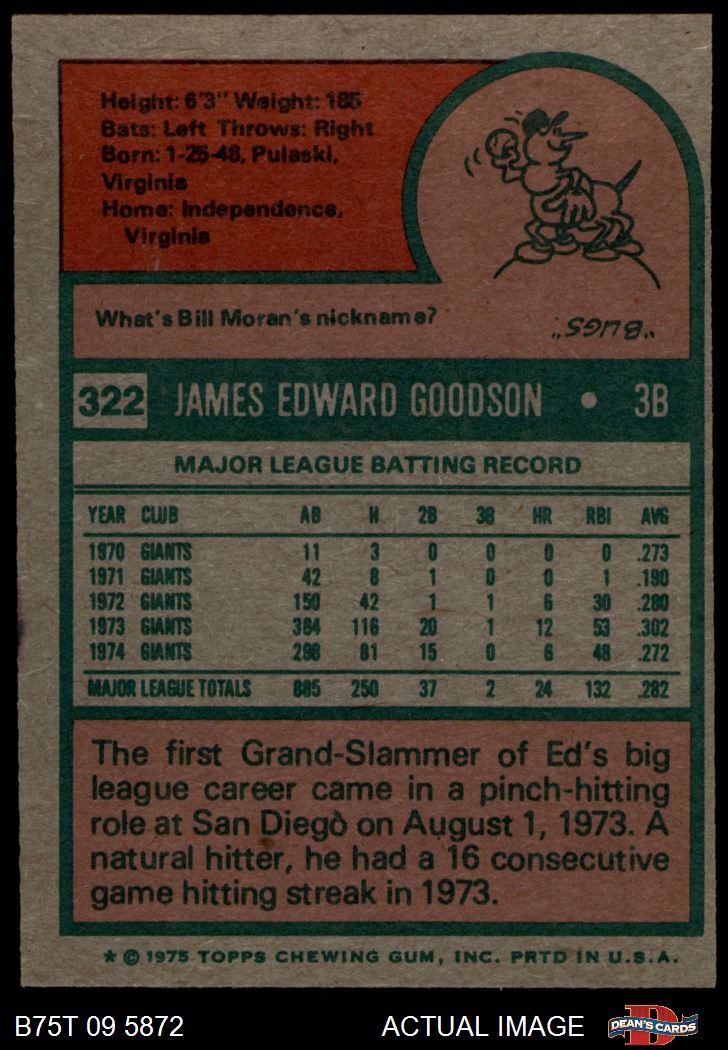 Height: 6'3" Weight: 185
Bats: Left Throws: Right
Born: 1-25-48, Pulaski,
Virginia
Home: Independence,
Virginia
What's Bill Moran's nickname?
"BUGS"
322 JAMES EDWARD GOODSON • 3B
MAJOR LEAGUE BATTING RECORD
YEAR CLUB AB H 2B 3B HR RBI AVG
1970 GIANTS 11 3 0 0 0 0 .273
1971 GIANTS 42 8 1 0 0 1 .190
1972 GIANTS 150 42 1 1 6 30 .280
1973 GIANTS 384 116 20 1 12 53 .302
1974 GIANTS 298 81 15 0 6 48 .272
MAJOR LEAGUE TOTALS 885 250 37 2 24 132 .282
The first Grand-Slammer of Ed's big
league career came in a pinch-hitting
role at San Diego on August 1, 1973. A
natural hitter, he had a 16 consecutive
game hitting streak in 1973.
* © 1975 TOPPS CHEWING GUM, INC. PRTD IN U.S.A.
B75T 09 5872 ACTUAL IMAGE DEAN'S CARDS